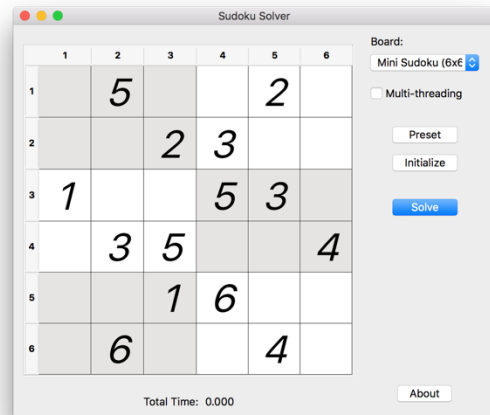 Sudoku Solver
Board:
Mini Sudoku (6x6
Multi-threading
Preset
Initialize
Solve
About
1 2 3 4 5 6
1 5 2
2 2 3
3 1 5 3
4 3 5 4
5 1 6
6 6 4
Total Time: 0.000